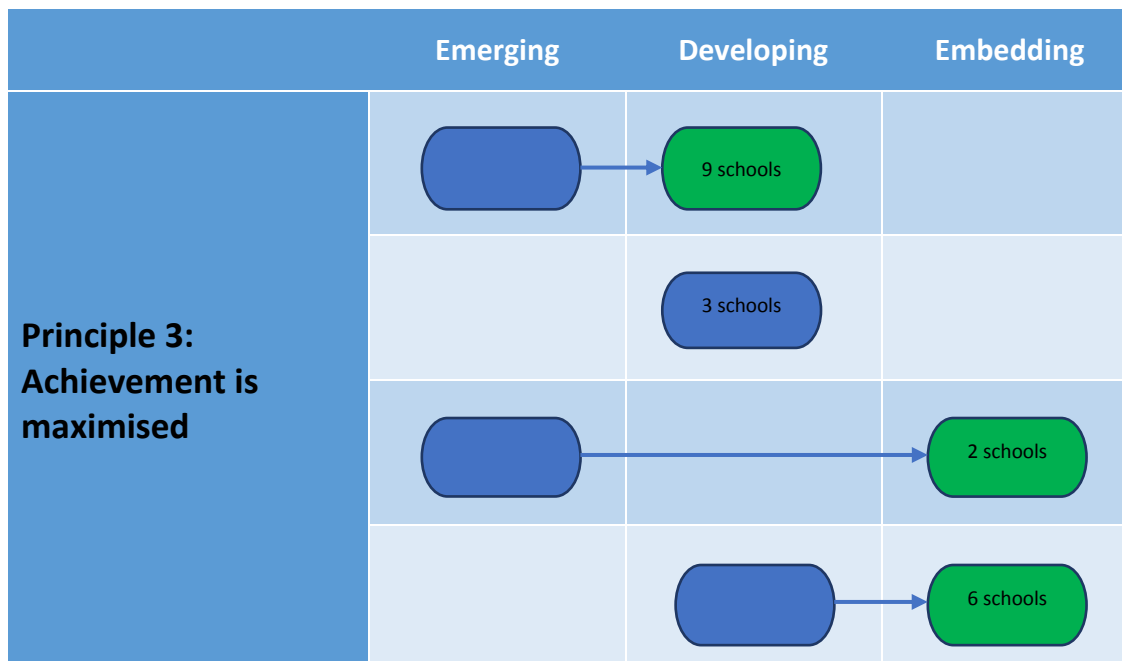 Emerging Developing Embedding
9 schools
3 schools
Principle 3:
Achievement is
maximised
2 schools
6 schools